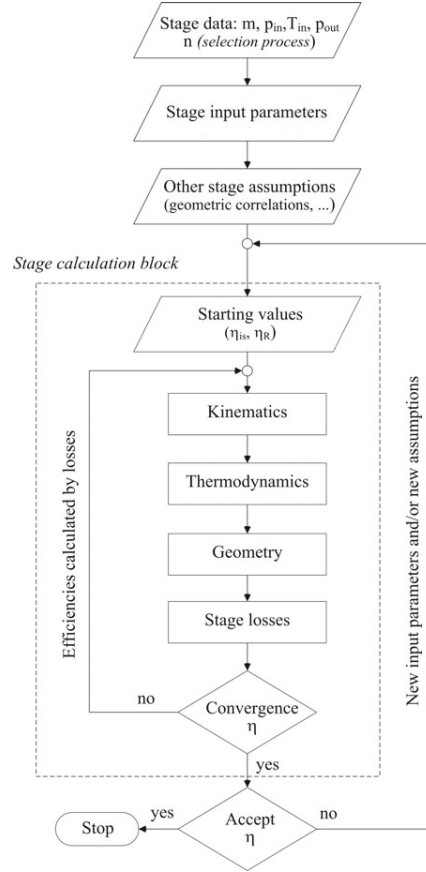 Stage data: m, p_in,T_in, p_out
n (selection process)
Stage input parameters
Other stage assumptions
(geometric correlations, ...)
Stage calculation block
Starting values
(η_is, η_R)
Kinematics
Thermodynamics
Geometry
Stage losses
Efficiencies calculated by losses
New input parameters and/or new assumptions
no
Convergence
η
yes
yes
Accept
η
no
Stop